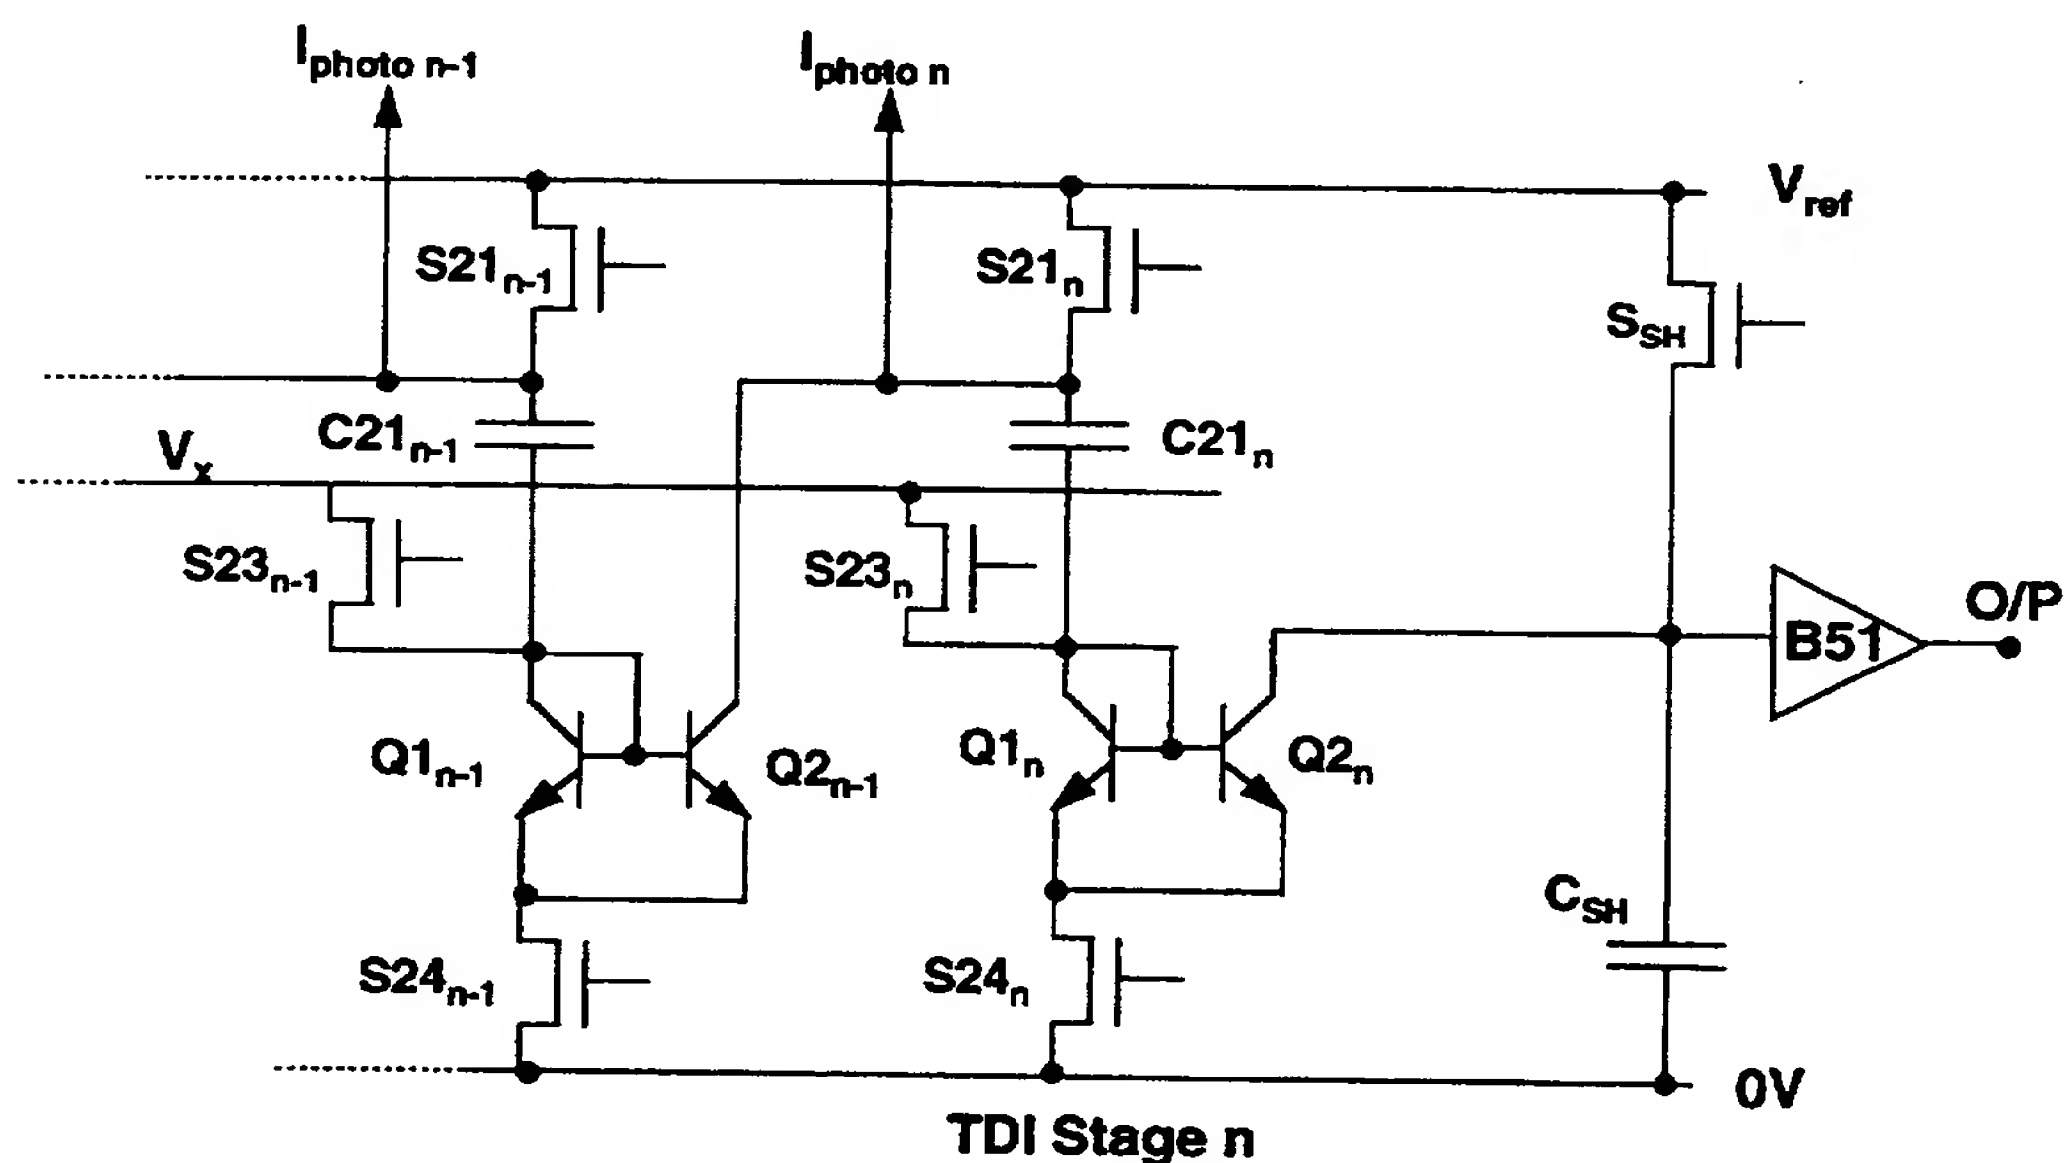 Iphoto n-1
Iphoto n
Vref
S21n-1
S21n
SSH
C21n-1
C21n
Vx
S23n-1
S23n
B51
O/P
Q1n-1
Q2n-1
Q1n
Q2n
CSH
S24n-1
S24n
0V
TDI Stage n